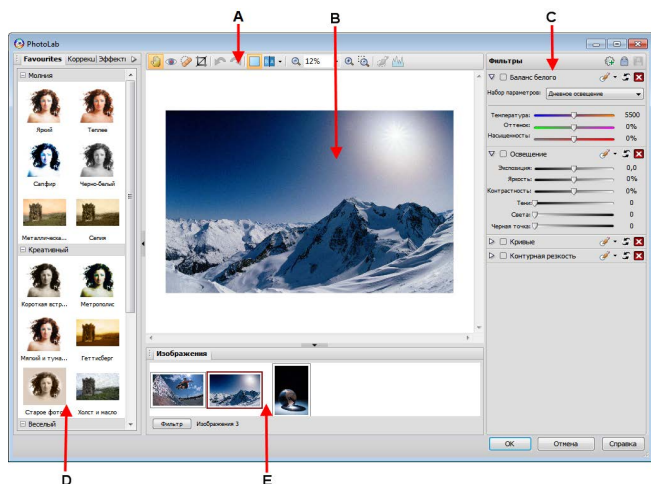 A
B
C
PhotoLab
Favourites Коррекц Эффект
Молния
Яркий Теплее
Сапфир Черно-белый
Металлическа... Сепия
Креативный
Короткая встр... Метрополис
Мягкий и тума... Геттисберг
Старое фото Холст и масло
Веселый
12%
Изображения
Фильтр Изображения 3
Фильтры
Баланс белого
Набор параметров: Дневное освещение
Температура: 5500
Оттенок: 0%
Насыщенность: 0%
Освещение
Экспозиция: 0,0
Яркость: 0%
Контрастность: 0%
Тени: 0
Света: 0
Черная точка: 0
Кривые
Контурная резкость
OK Отмена Справка
D
E